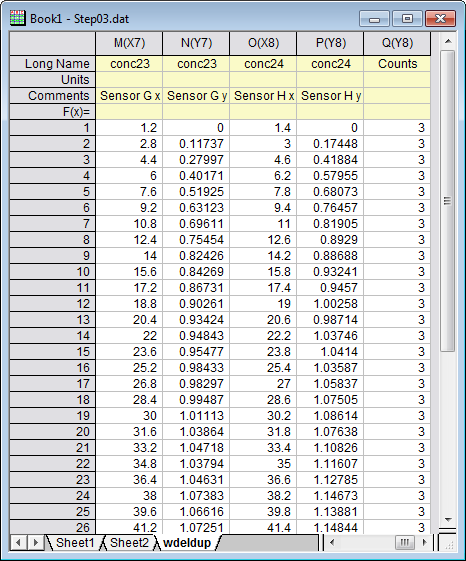 Book1 - Step03.dat
M(X7) N(Y7) O(X8) P(Y8) Q(Y8)
Long Name conc23 conc23 conc24 conc24 Counts
Units
Comments Sensor G x Sensor G y Sensor H x Sensor H y
F(x)=
1 1.2 0 1.4 0 3
2 2.8 0.11737 3 0.17448 3
3 4.4 0.27997 4.6 0.41884 3
4 6 0.40171 6.2 0.57955 3
5 7.6 0.51925 7.8 0.68073 3
6 9.2 0.63123 9.4 0.76457 3
7 10.8 0.69611 11 0.81905 3
8 12.4 0.75454 12.6 0.8929 3
9 14 0.82426 14.2 0.88688 3
10 15.6 0.84269 15.8 0.93241 3
11 17.2 0.86731 17.4 0.9457 3
12 18.8 0.90261 19 1.00258 3
13 20.4 0.93424 20.6 0.98714 3
14 22 0.94843 22.2 1.03746 3
15 23.6 0.95477 23.8 1.0414 3
16 25.2 0.98433 25.4 1.03587 3
17 26.8 0.98297 27 1.05837 3
18 28.4 0.99487 28.6 1.07505 3
19 30 1.01113 30.2 1.08614 3
20 31.6 1.03864 31.8 1.07638 3
21 33.2 1.04718 33.4 1.10826 3
22 34.8 1.03794 35 1.11607 3
23 36.4 1.04631 36.6 1.12785 3
24 38 1.07383 38.2 1.14673 3
25 39.6 1.06616 39.8 1.13881 3
26 41.2 1.07251 41.4 1.14844 3
Sheet1 Sheet2 wdeldup